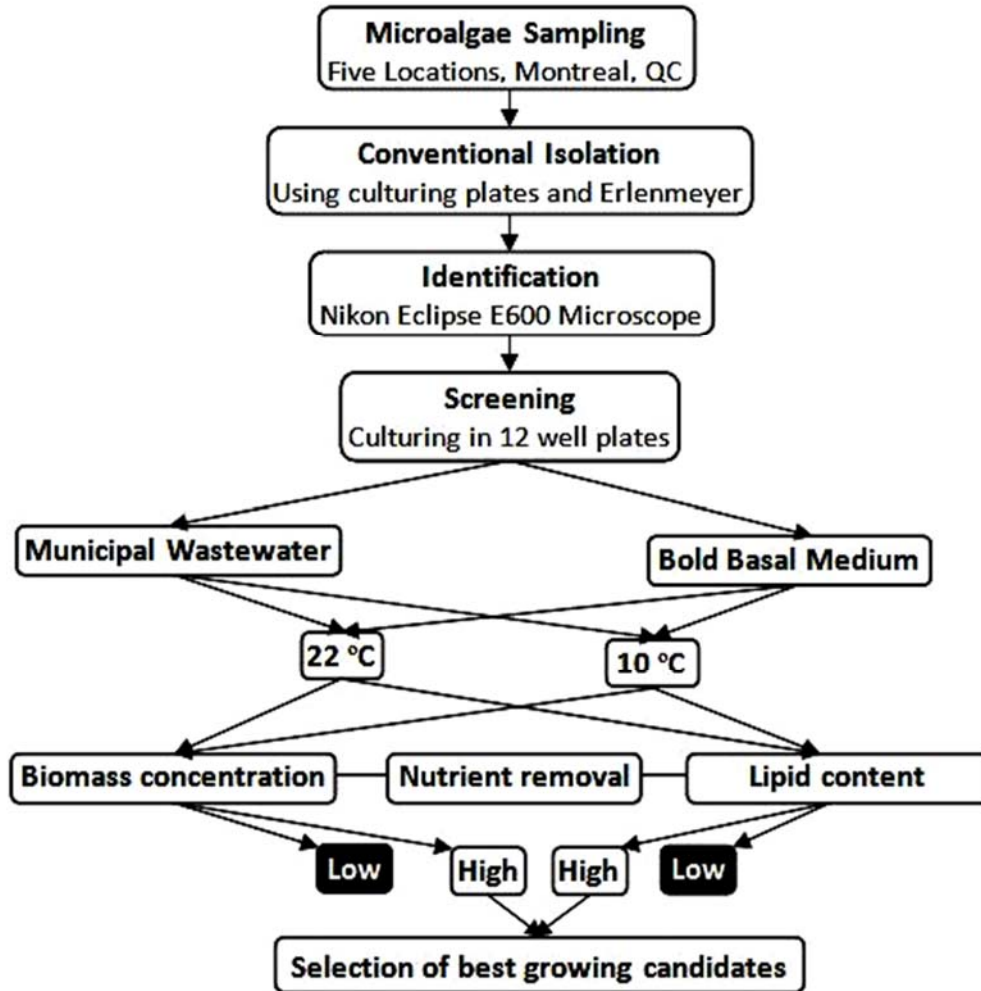 Microalgae Sampling
Five Locations, Montreal, QC
Conventional Isolation
Using culturing plates and Erlenmeyer
Identification
Nikon Eclipse E600 Microscope
Screening
Culturing in 12 well plates
Municipal Wastewater
Bold Basal Medium
22 ºC
10 ºC
Biomass concentration
Nutrient removal
Lipid content
Low
High
High
Low
Selection of best growing candidates